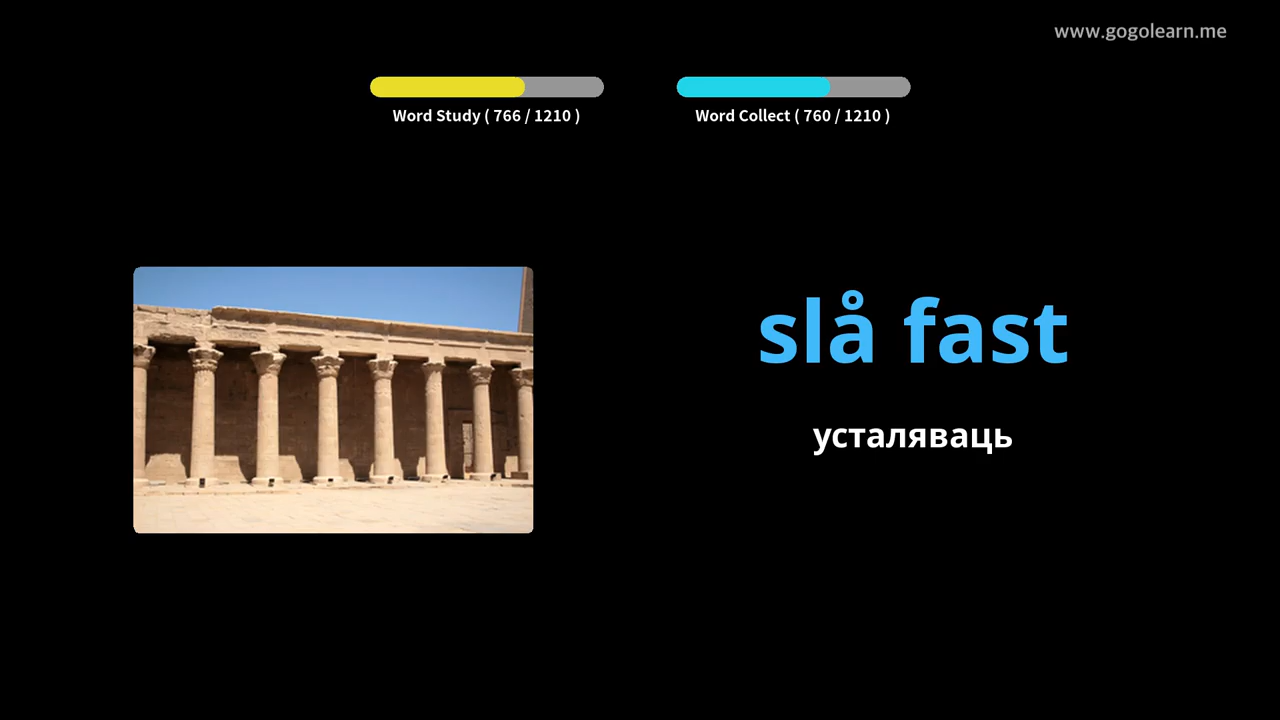 www.gogolearn.me
Word Study ( 766 / 1210 )
Word Collect ( 760 / 1210 )
slå fast
усталяваць